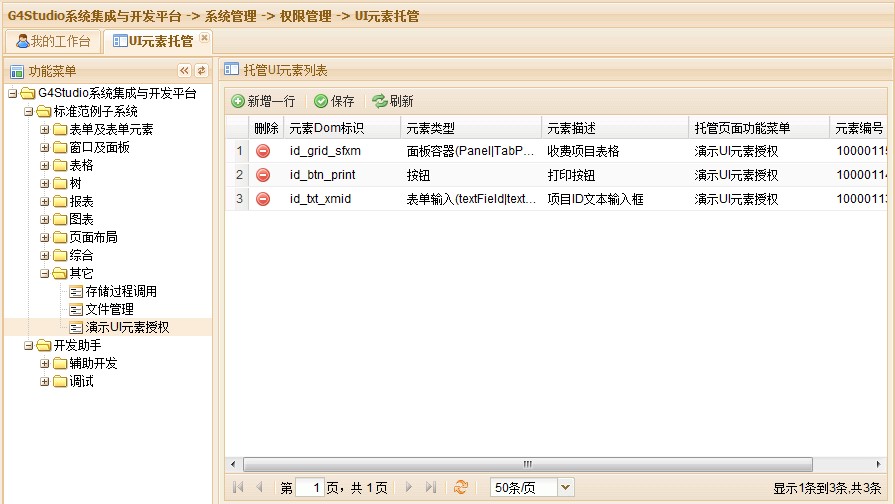 G4Studio系统集成与开发平台 -> 系统管理 -> 权限管理 -> UI元素托管
我的工作台 UI元素托管
功能菜单
G4Studio系统集成与开发平台
标准范例子系统
表单及表单元素
窗口及面板
表格
树
报表
图表
页面布局
综合
其它
存储过程调用
文件管理
演示UI元素授权
开发助手
辅助开发
调试
托管UI元素列表
新增一行 保存 刷新
删除 元素Dom标识 元素类型 元素描述 托管页面功能菜单 元素编号
1 id_grid_sfxm 面板容器(Panel|TabP... 收费项目表格 演示UI元素授权 1000011
2 id_btn_print 按钮 打印按钮 演示UI元素授权 1000011
3 id_txt_xmid 表单输入(textField|text... 项目ID文本输入框 演示UI元素授权 1000011
第 1 页，共 1 页 50条/页 显示1条到3条,共3条